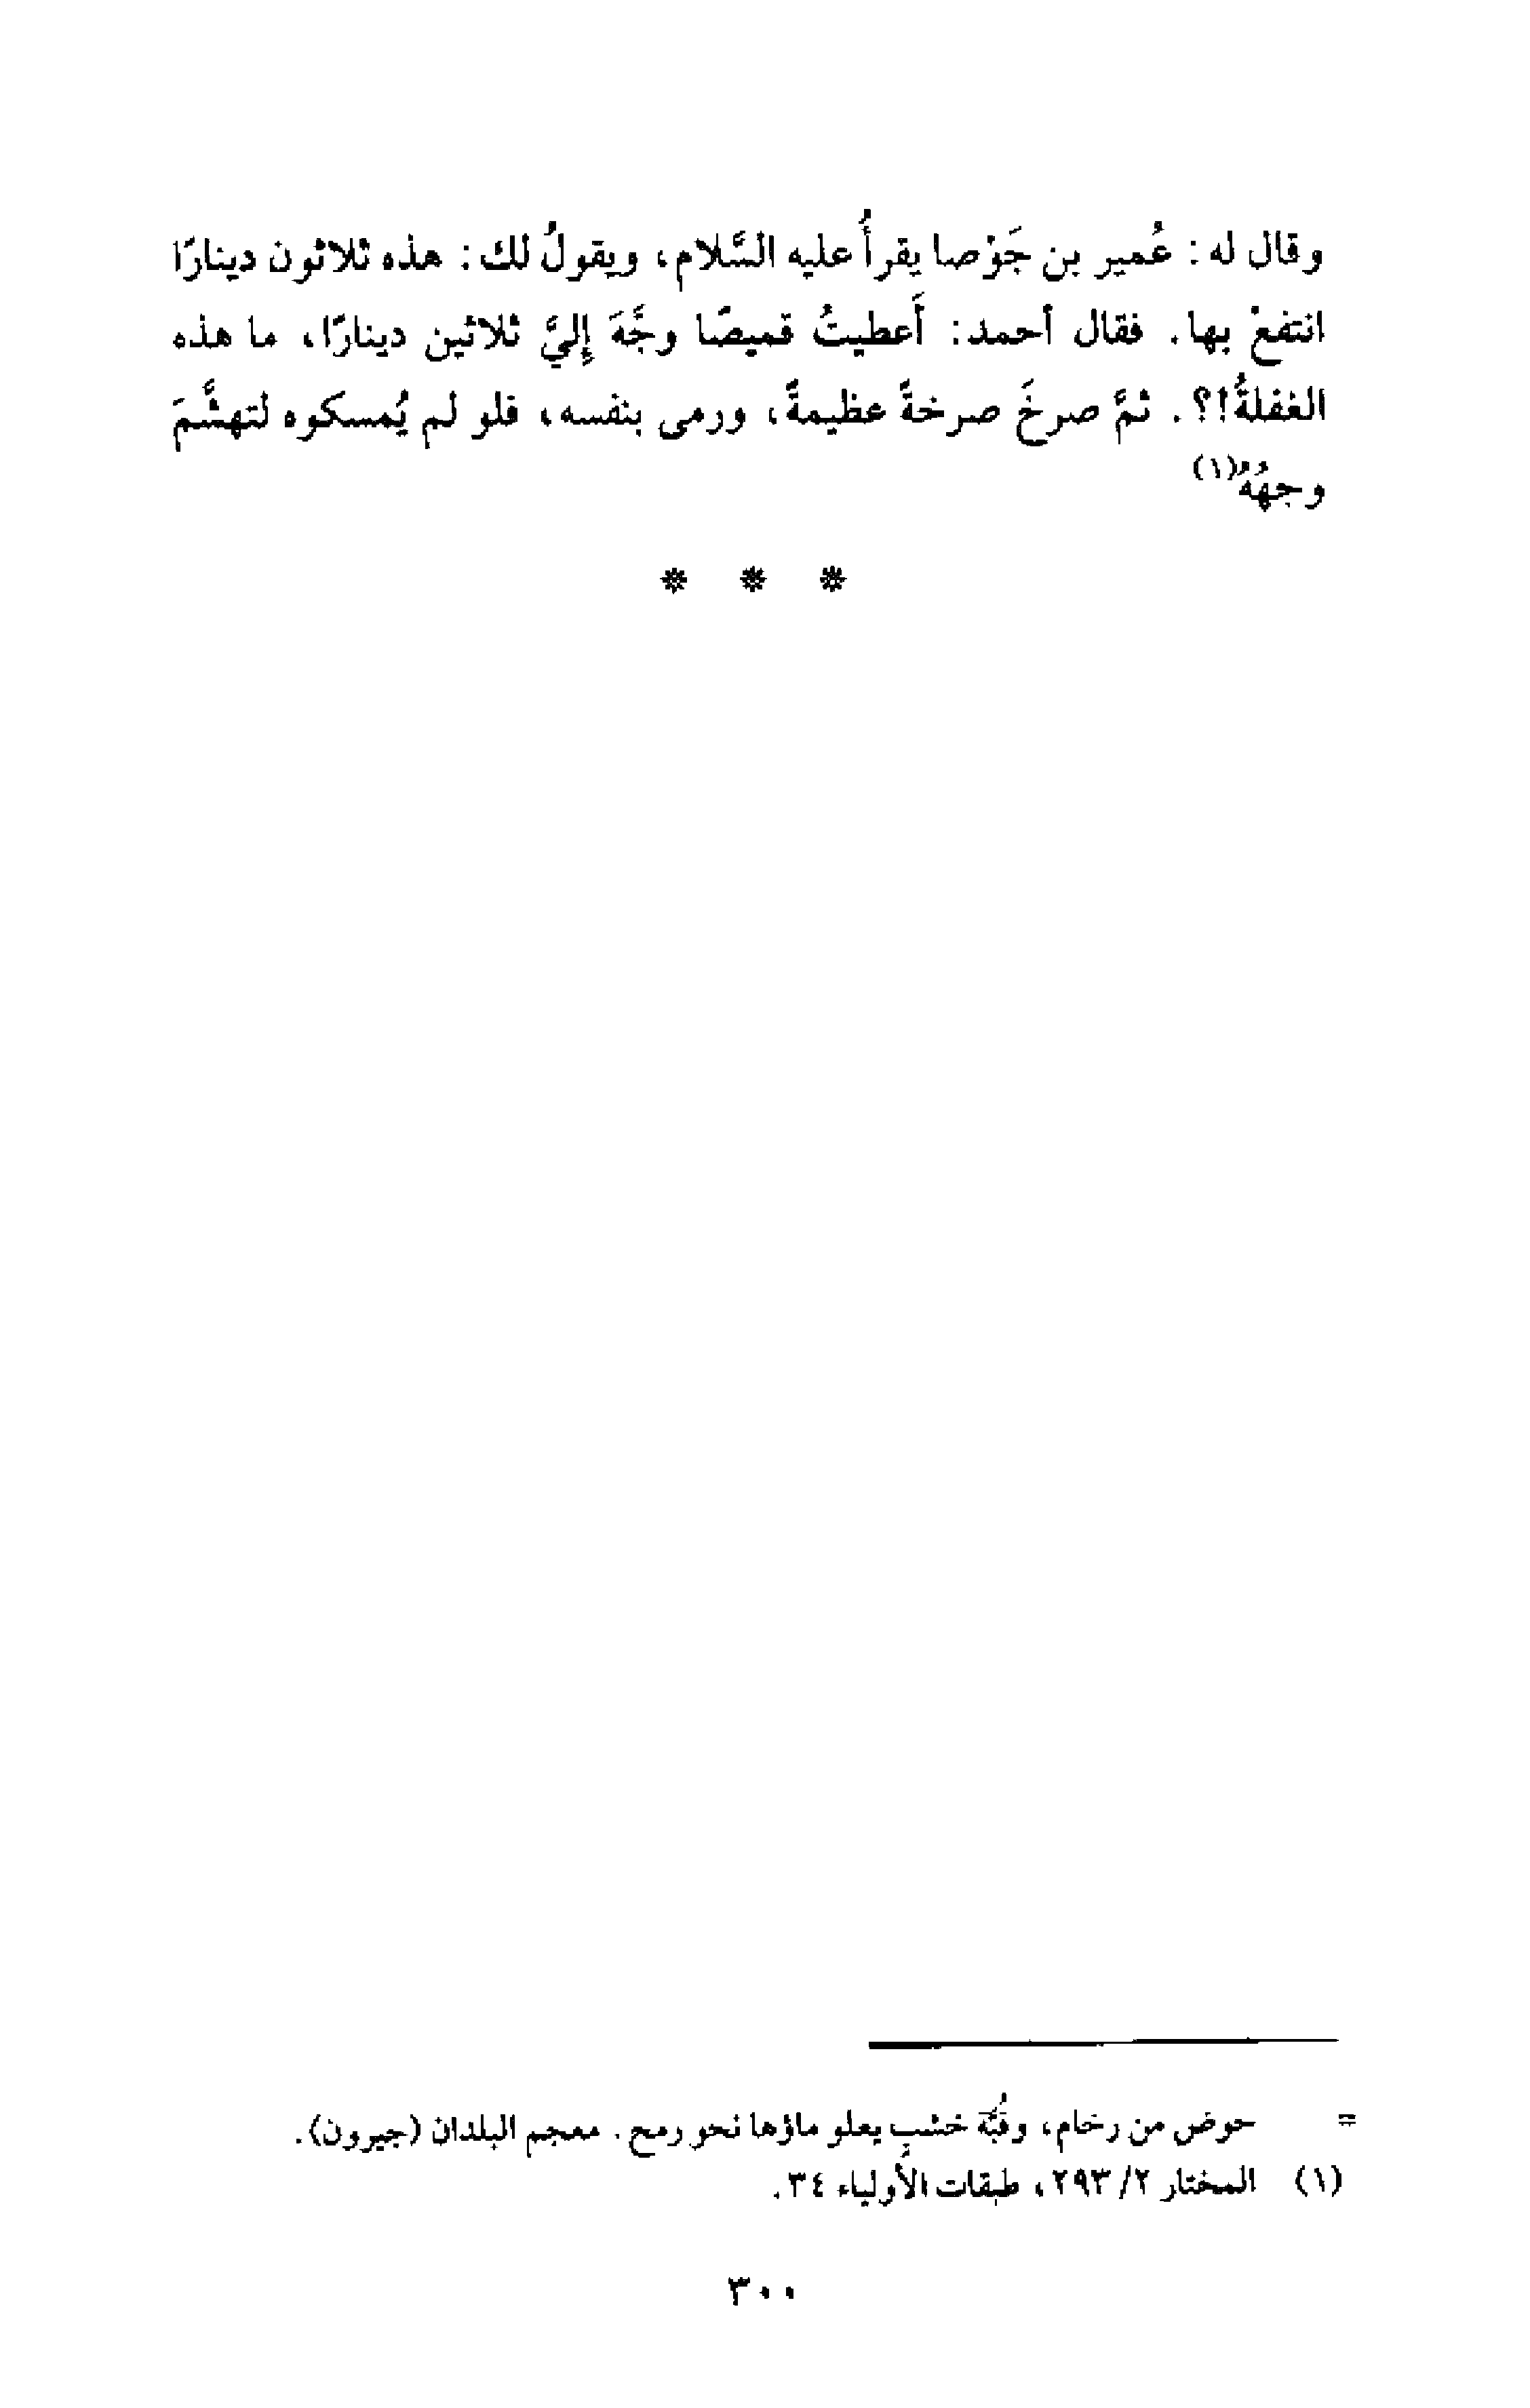 وقال له: عُمير بن جَوْصا يقرأُ عليه السَّلام، ويقولُ لك: هذه ثلاثون دينارًا
انتفعْ بها. فقال أحمد: أَعطيتُ قميصًا وجَّهَ إِليَّ ثلاثين دينارًا، ما هذه
الغفلةُ!؟. ثمَّ صرخَ صرخةً عظيمةً، ورمى بنفسه، فلو لم يُمسكوه لتهشَّمَ
وجهُهُ(١)
* * *
= حوض من رخام، وقُبَّة خشبٍ يعلو ماؤها نحو رمح. معجم البلدان (جيرون).
(١) المختار ٢/ ٢٩٣، طبقات الأولياء ٣٤.
٣٠٠